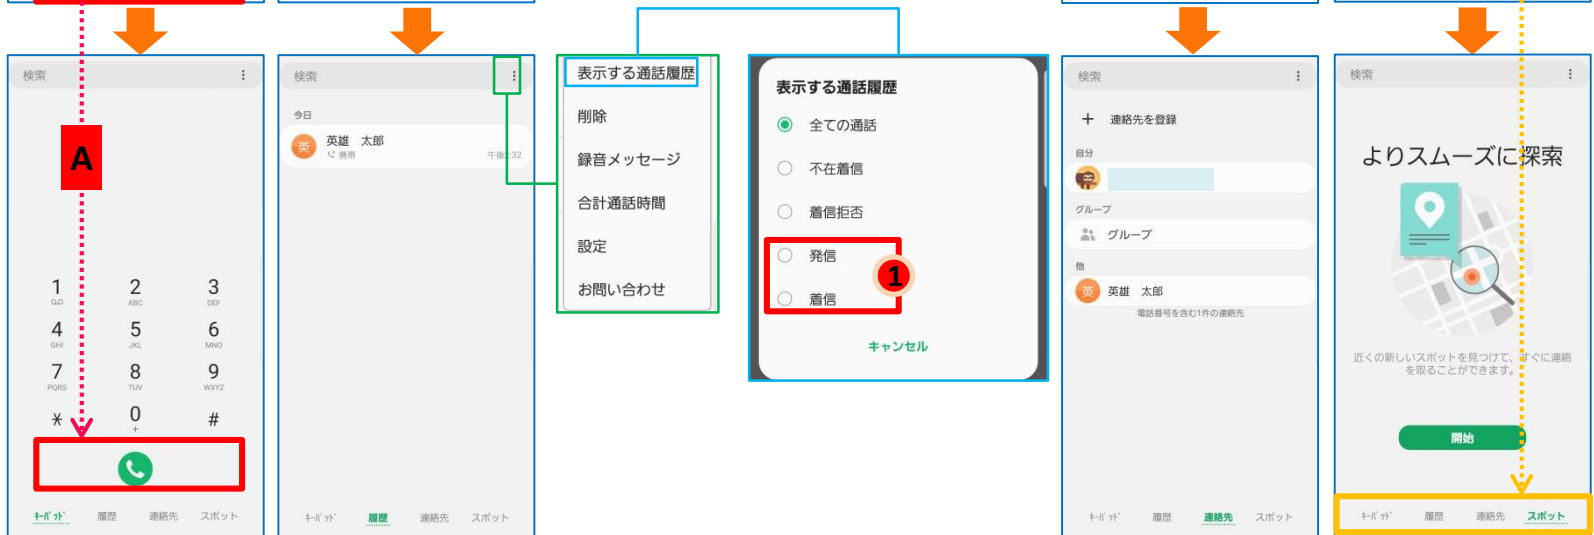 検索
A
1
2
ABC
3
DEF
4
GHI
5
JKL
6
MNO
7
PQRS
8
TUV
9
WXYZ
*
0
+
#
キーパッド 履歴 連絡先 スポット
検索
今日
英 英雄 太郎
携帯
キーパッド 履歴 連絡先 スポット
表示する通話履歴
削除
録音メッセージ
合計通話時間
設定
お問い合わせ
表示する通話履歴
全ての通話
不在着信
着信拒否
発信
1
着信
キャンセル
検索
+ 連絡先を登録
自分
グループ
グループ
他
英 英雄 太郎
電話番号を含む1件の連絡先
キーパッド 履歴 連絡先 スポット
検索
よりスムーズに探索
近くの新しいスポットを見つけて、すぐに連絡
を取ることができます。
開始
キーパッド 履歴 連絡先 スポット